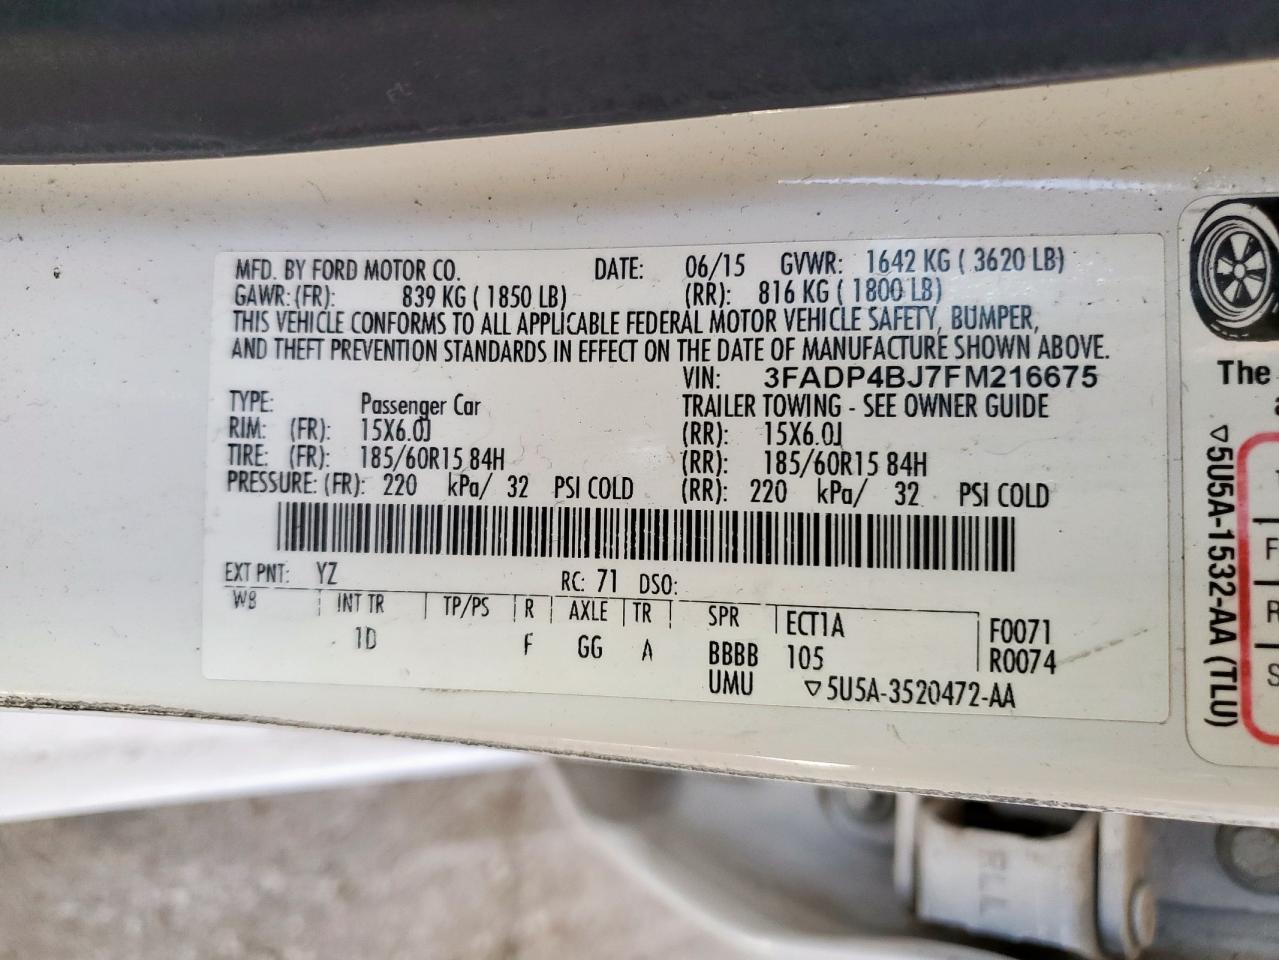 MFD. BY FORD MOTOR CO. DATE: 06/15 GVWR: 1642 KG ( 3620 LB)
GAWR: (FR): 839 KG ( 1850 LB) (RR): 816 KG ( 1800 LB)
THIS VEHICLE CONFORMS TO ALL APPLICABLE FEDERAL MOTOR VEHICLE SAFETY, BUMPER,
AND THEFT PREVENTION STANDARDS IN EFFECT ON THE DATE OF MANUFACTURE SHOWN ABOVE.
VIN: 3FADP4BJ7FM216675
TYPE: Passenger Car TRAILER TOWING - SEE OWNER GUIDE
RIM: (FR): 15X6.0J (RR): 15X6.0J
TIRE: (FR): 185/60R15 84H (RR): 185/60R15 84H
PRESSURE: (FR): 220 kPa/ 32 PSI COLD (RR): 220 kPa/ 32 PSI COLD
EXT PNT: YZ RC: 71 DSO:
WB INT TR TP/PS R AXLE TR SPR ECT1A F0071
1D F GG A BBBB 105 R0074
UMU ▽5U5A-3520472-AA
The
▽5U5A-1532-AA (TLU)
F
R
S
RLL